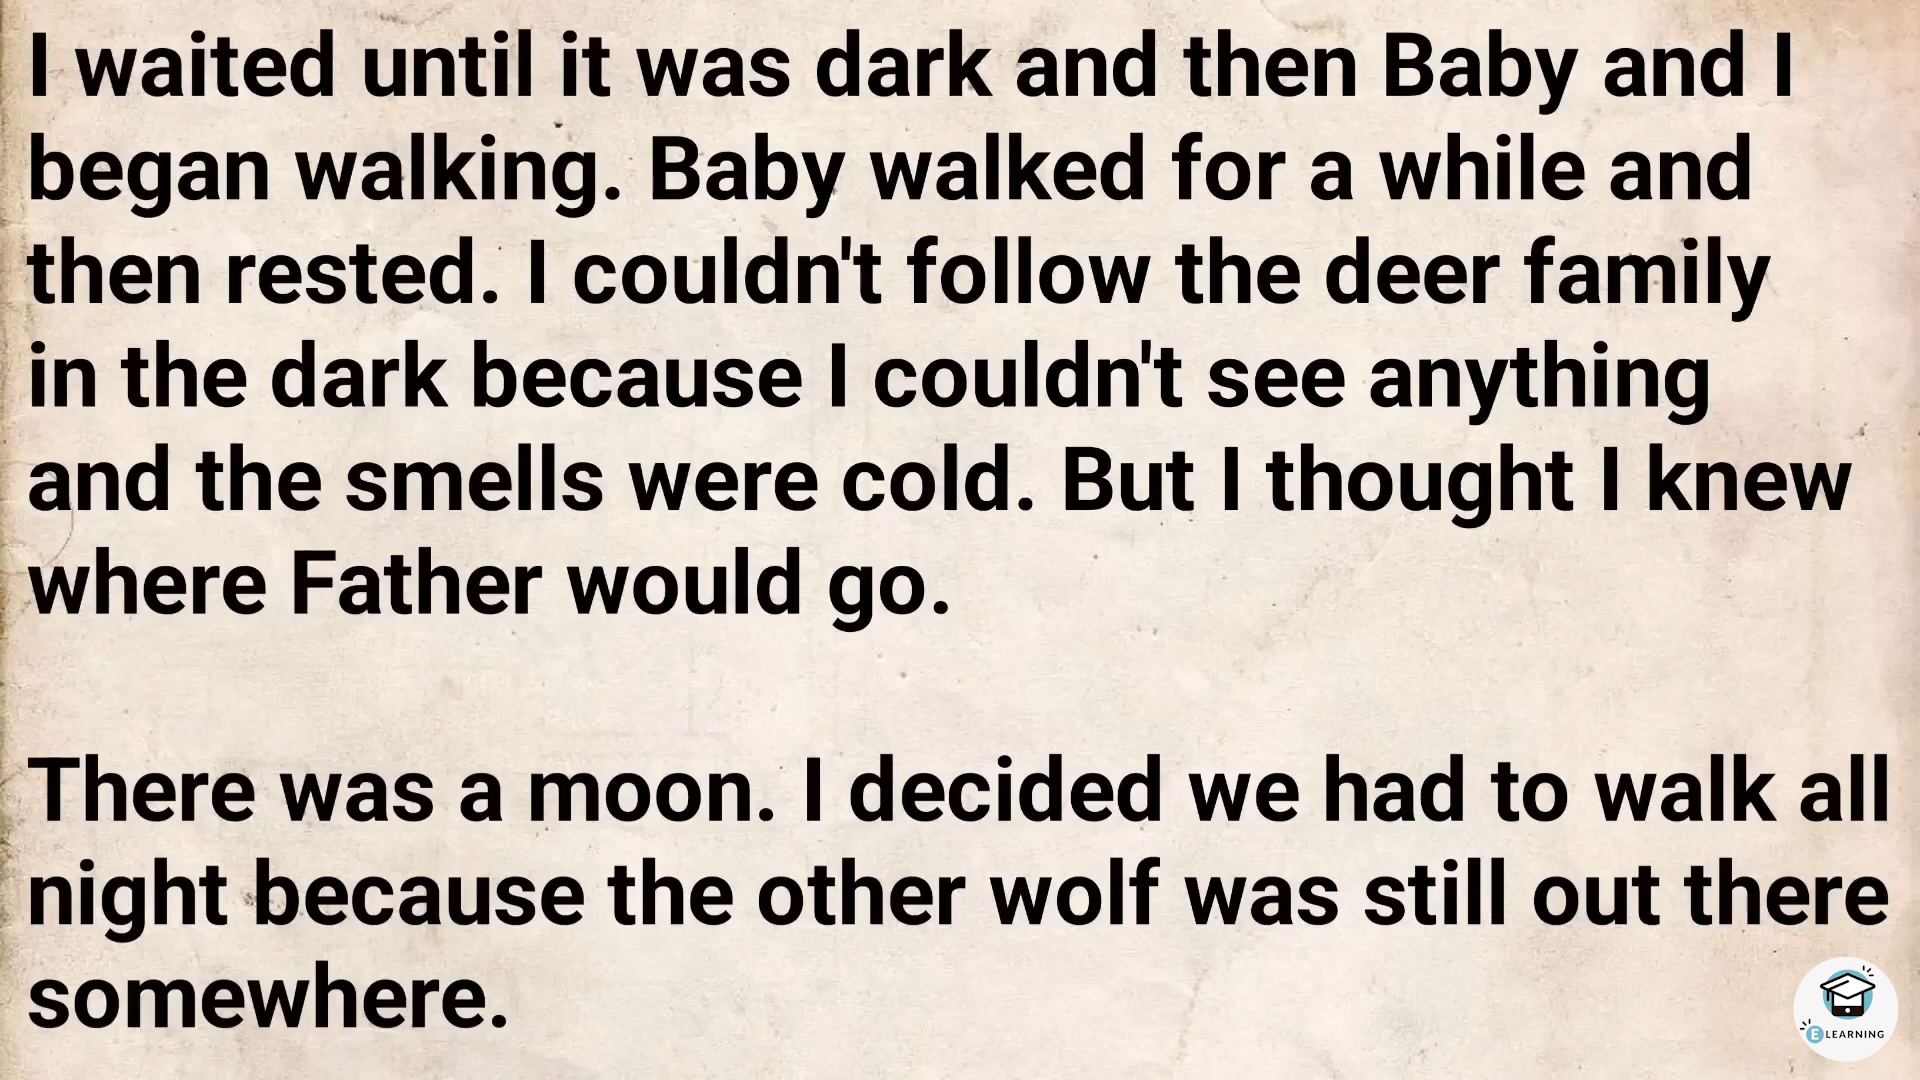 I waited until it was dark and then Baby and I
began walking. Baby walked for a while and
then rested. I couldn't follow the deer family
in the dark because I couldn't see anything
and the smells were cold. But I thought I knew
where Father would go.
There was a moon. I decided we had to walk all
night because the other wolf was still out there
somewhere.
E LEARNING